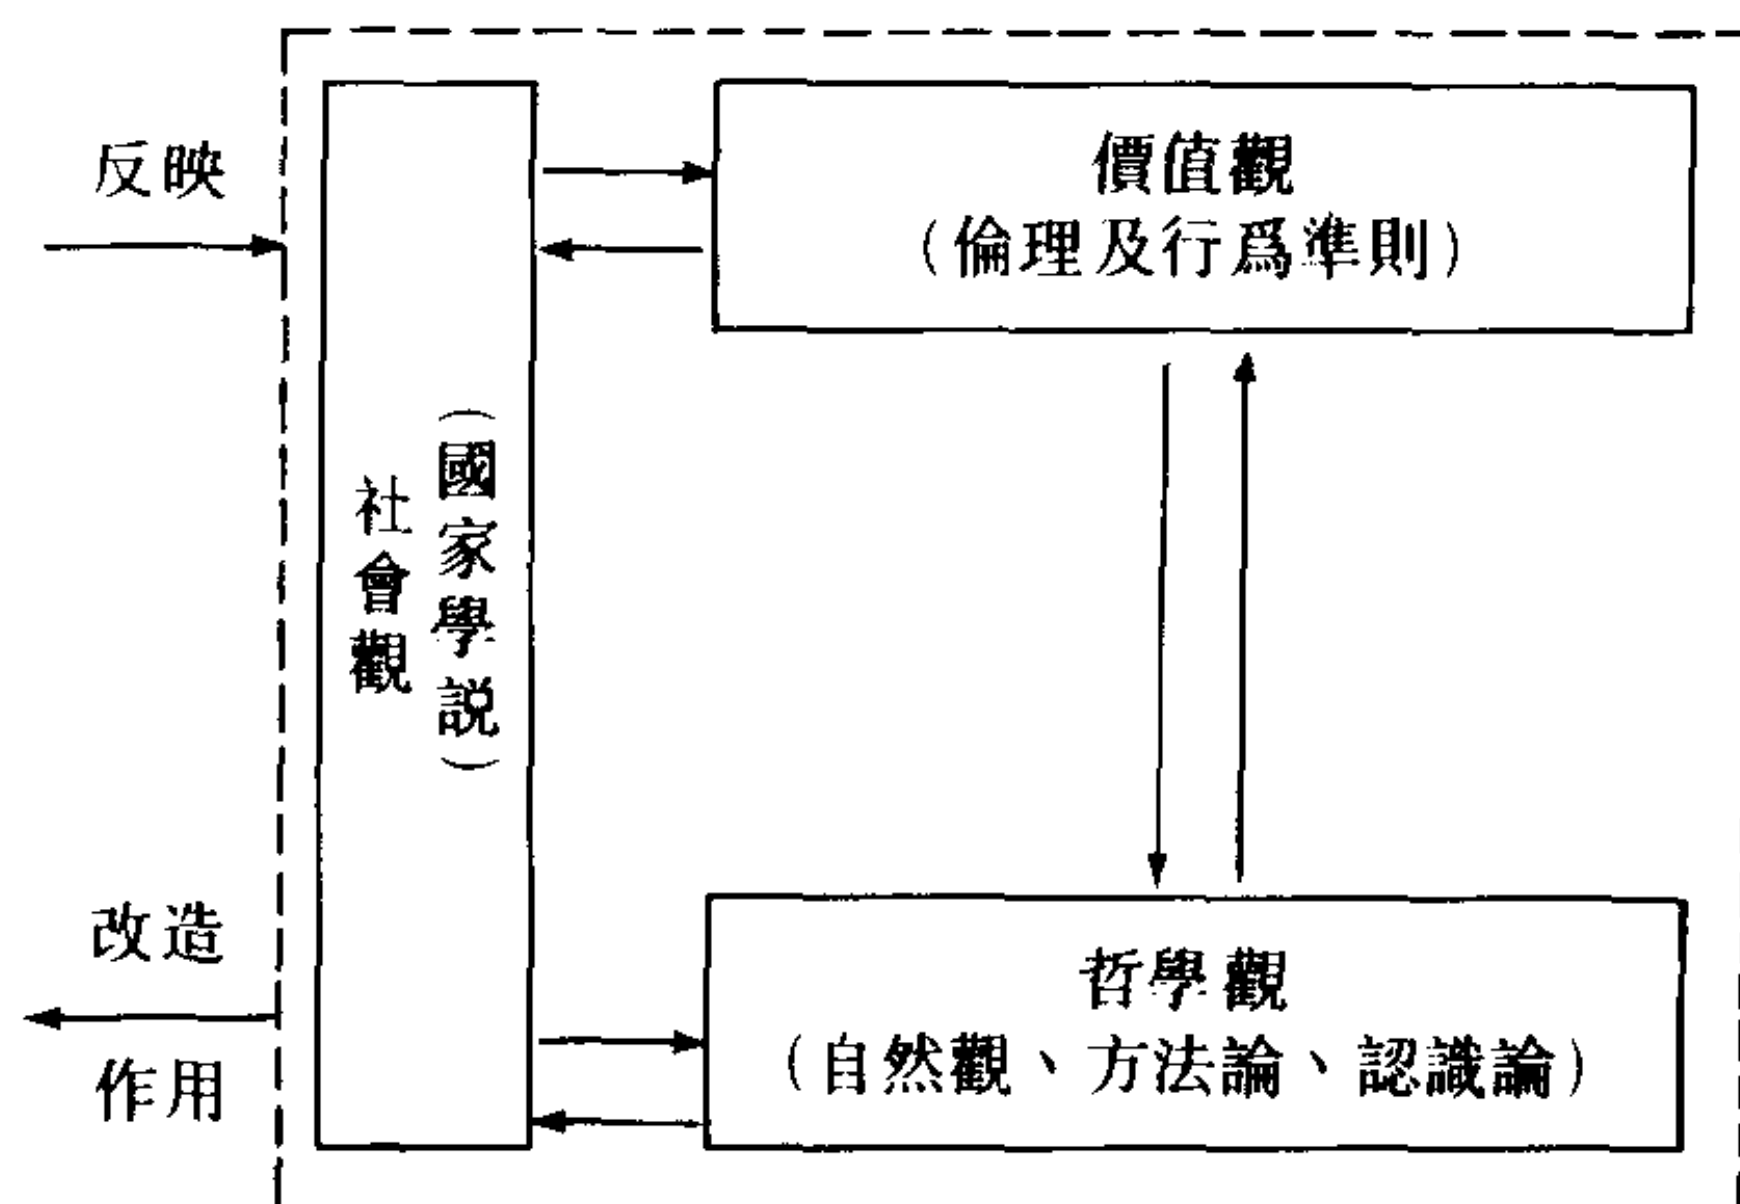 反映
改造
作用
社會觀
（國家學説）
價值觀
（倫理及行爲準則）
哲學觀
（自然觀、方法論、認識論）